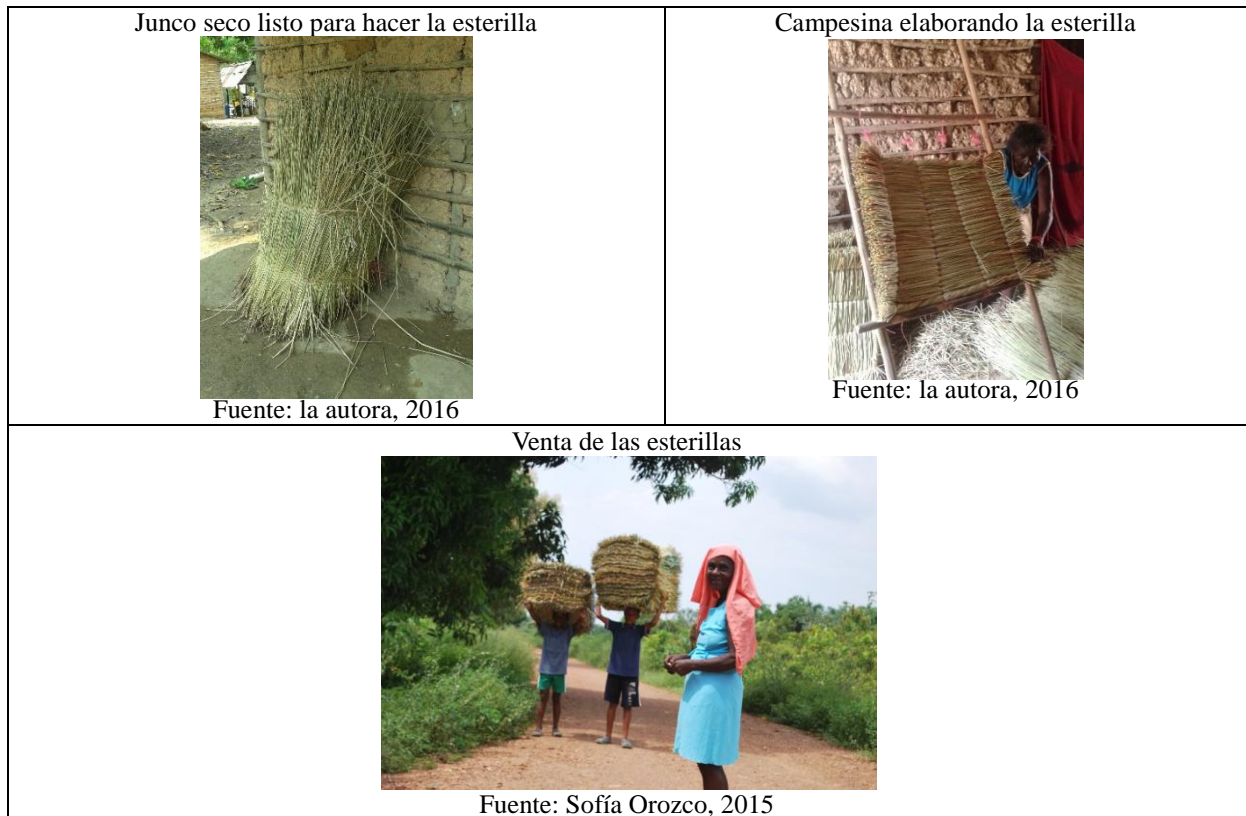 Junco seco listo para hacer la esterilla
Fuente: la autora, 2016
Campesina elaborando la esterilla
Fuente: la autora, 2016
Venta de las esterillas
Fuente: Sofía Orozco, 2015